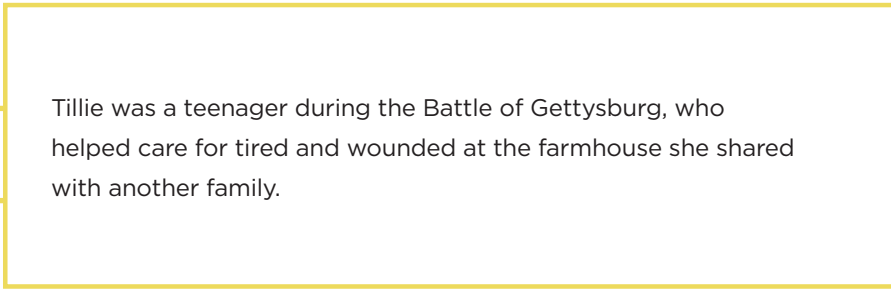 Tillie was a teenager during the Battle of Gettysburg, who
helped care for tired and wounded at the farmhouse she shared
with another family.